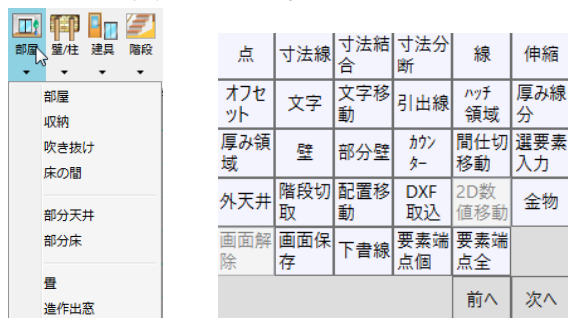 部屋 壁/柱 建具 階段
部屋
収納
吹き抜け
床の間
部分天井
部分床
畳
造作出窓
点 寸法線 寸法結合 寸法分断 線 伸縮
オフセット 文字 文字移動 引出線 ハッチ領域 厚み線分
厚み領域 壁 部分壁 カウンター 間仕切移動 選要素入力
外天井 階段切取 配置移動 DXF取込 2D数値移動 金物
画面解除 画面保存 下書線 要素端点個 要素端点全
前へ 次へ